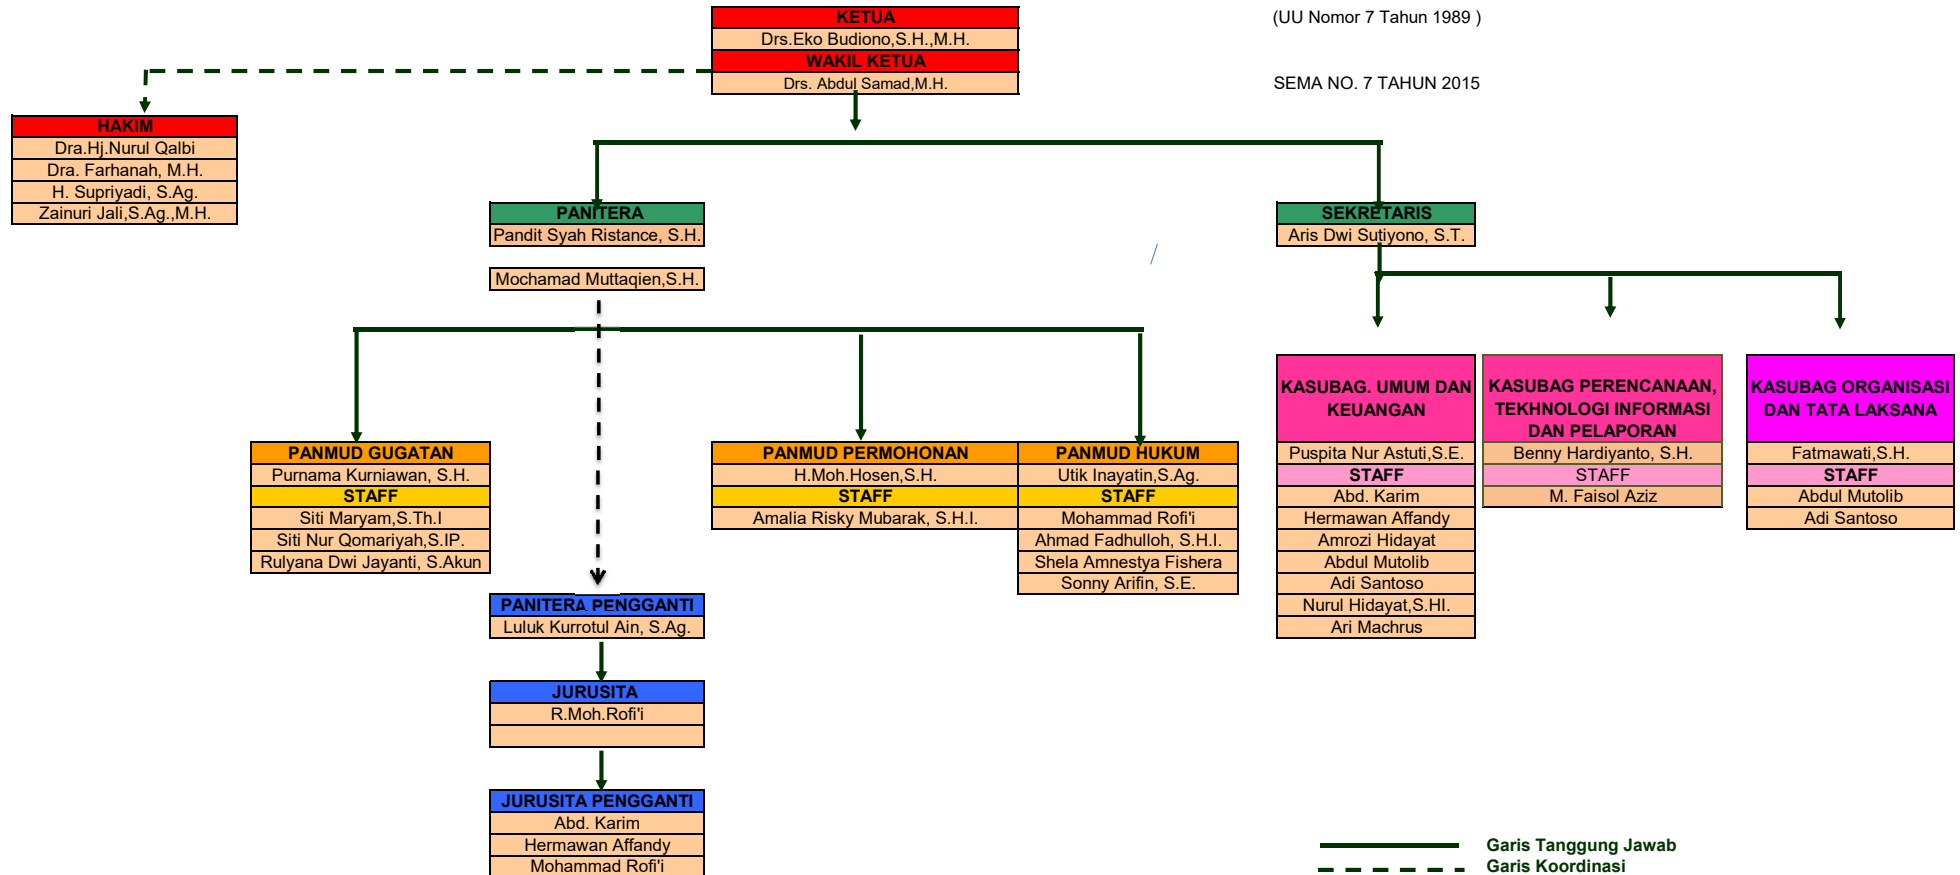 KETUA
Drs.Eko Budiono,S.H.,M.H.
WAKIL KETUA
Drs. Abdul Samad,M.H.
(UU Nomor 7 Tahun 1989 )
SEMA NO. 7 TAHUN 2015
HAKIM
Dra.Hj.Nurul Qalbi
Dra. Farhanah, M.H.
H. Supriyadi, S.Ag.
Zainuri Jali,S.Ag.,M.H.
PANITERA
Pandit Syah Ristance, S.H.
Mochamad Muttaqien,S.H.
SEKRETARIS
Aris Dwi Sutiyono, S.T.
PANMUD GUGATAN
Purnama Kurniawan, S.H.
STAFF
Siti Maryam,S.Th.I
Siti Nur Qomariyah,S.IP.
Rulyana Dwi Jayanti, S.Akun
PANMUD PERMOHONAN
H.Moh.Hosen,S.H.
STAFF
Amalia Risky Mubarak, S.H.I.
PANMUD HUKUM
Utik Inayatin,S.Ag.
STAFF
Mohammad Rofi'i
Ahmad Fadhulloh, S.H.I.
Shela Amnestya Fishera
Sonny Arifin, S.E.
KASUBAG. UMUM DAN
KEUANGAN
Puspita Nur Astuti,S.E.
STAFF
Abd. Karim
Hermawan Affandy
Amrozi Hidayat
Abdul Mutolib
Adi Santoso
Nurul Hidayat,S.HI.
Ari Machrus
KASUBAG PERENCANAAN,
TEKHNOLOGI INFORMASI
DAN PELAPORAN
Benny Hardiyanto, S.H.
STAFF
M. Faisol Aziz
KASUBAG ORGANISASI
DAN TATA LAKSANA
Fatmawati,S.H.
STAFF
Abdul Mutolib
Adi Santoso
PANITERA PENGGANTI
Luluk Kurrotul Ain, S.Ag.
JURUSITA
R.Moh.Rofi'i
JURUSITA PENGGANTI
Abd. Karim
Hermawan Affandy
Mohammad Rofi'i
Garis Tanggung Jawab
Garis Koordinasi